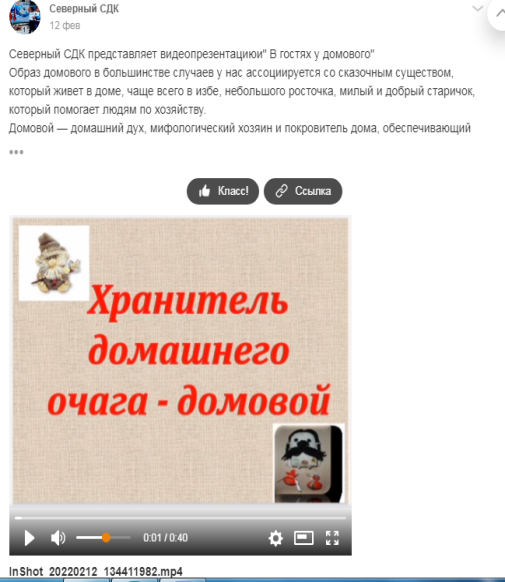 Северный СДК
12 фев
Северный СДК представляет видеопрезентациюи" В гостях у домового"
Образ домового в большинстве случаев у нас ассоциируется со сказочным существом,
который живет в доме, чаще всего в избе, небольшого росточка, милый и добрый старичок,
который помогает людям по хозяйству.
Домовой — домашний дух, мифологический хозяин и покровитель дома, обеспечивающий
•••
Класс!
Ссылка
Хранитель
домашнего
очага - домовой
0:01 / 0:40
InShot_20220212_134411982.mp4